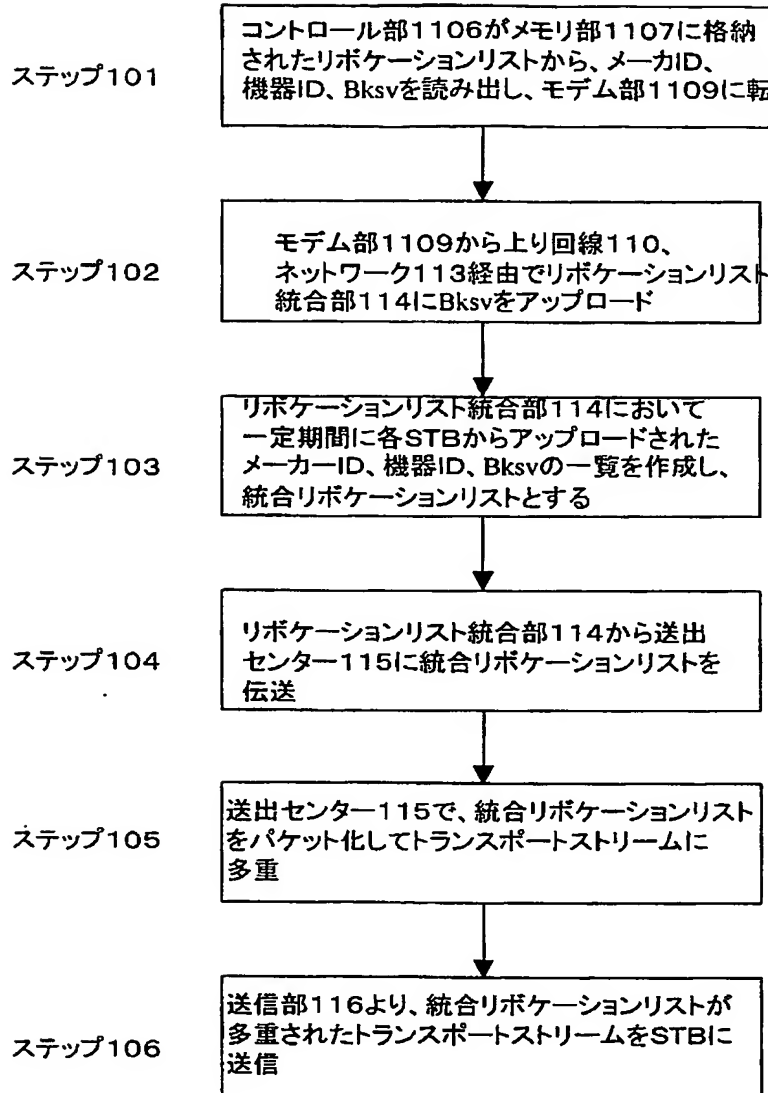 ステップ101
コントロール部1106がメモリ部1107に格納
されたリボケーションリストから、メーカID、
機器ID、Bksvを読み出し、モデム部1109に転
ステップ102
モデム部1109から上り回線110、
ネットワーク113経由でリボケーションリスト
統合部114にBksvをアップロード
ステップ103
リボケーションリスト統合部114において
一定期間に各STBからアップロードされた
メーカーID、機器ID、Bksvの一覧を作成し、
統合リボケーションリストとする
ステップ104
リボケーションリスト統合部114から送出
センター115に統合リボケーションリストを
伝送
ステップ105
送出センター115で、統合リボケーションリスト
をパケット化してトランスポートストリームに
多重
ステップ106
送信部116より、統合リボケーションリストが
多重されたトランスポートストリームをSTBに
送信